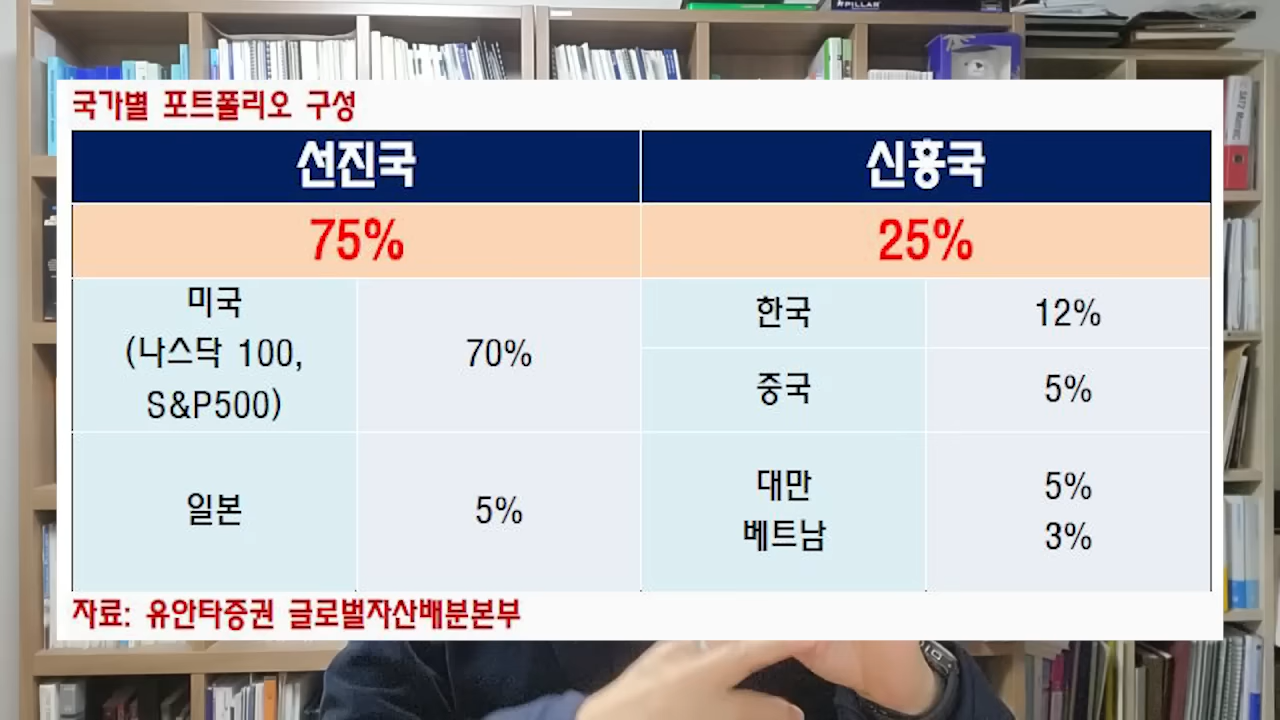 PILLAR
국가별 포트폴리오 구성
선진국
신흥국
75%
25%
미국
(나스닥 100,
S&P500)
70%
한국
12%
중국
5%
일본
5%
대만
베트남
5%
3%
자료: 유안타증권 글로벌자산배분본부